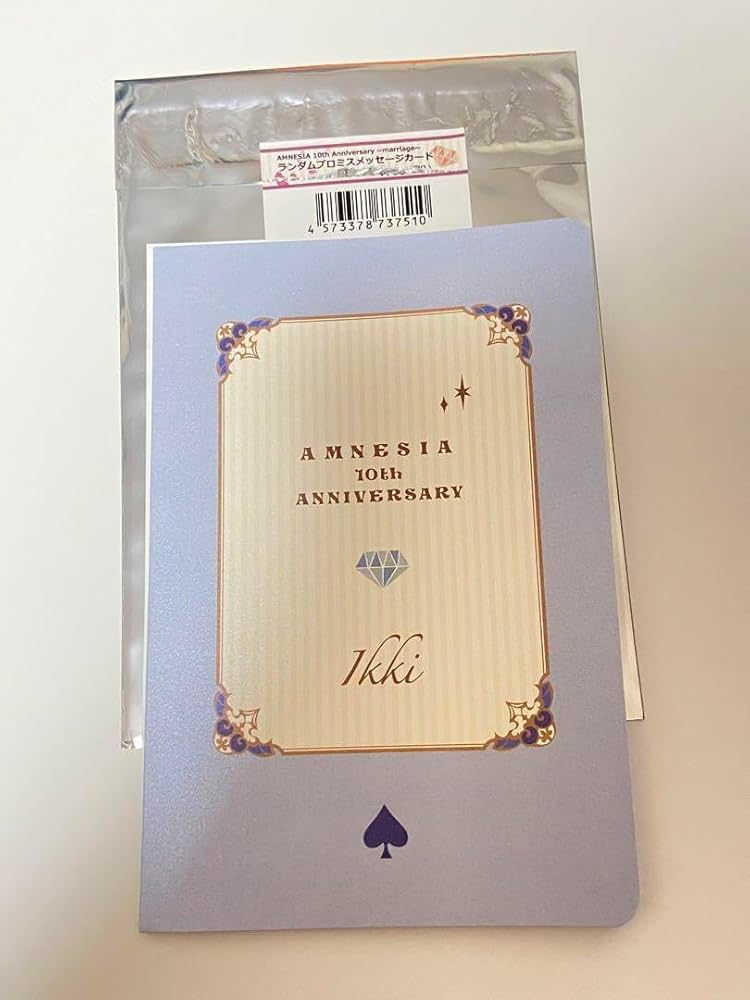 AMNESIA 10th Anniversary ~marriage~
ランダムプロミスメッセージカード
4 573378 737510
AMNESIA
10th
ANNIVERSARY
Ikki